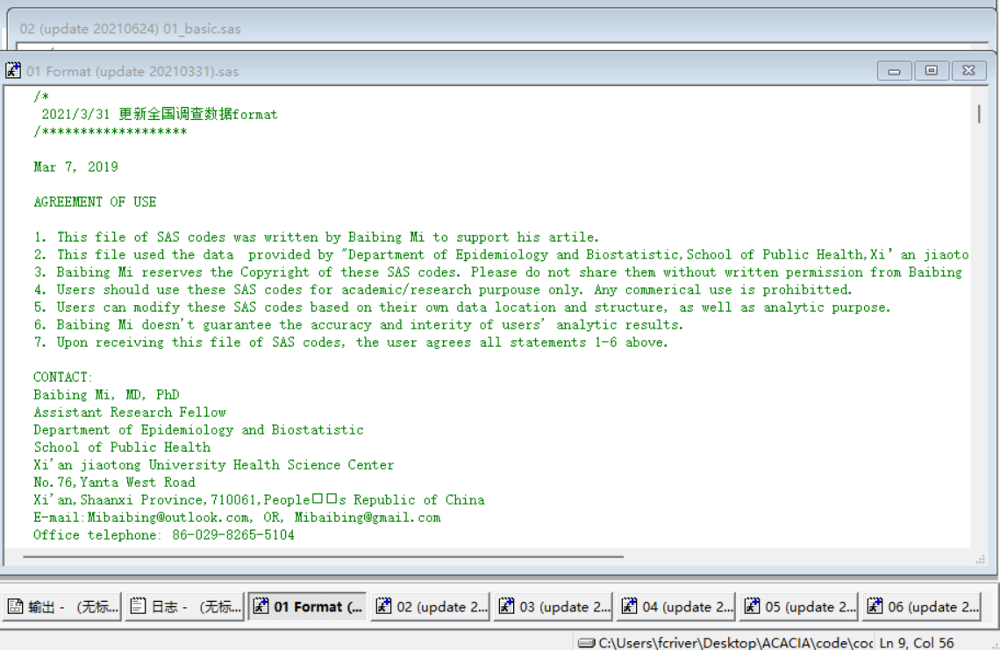 02 (update 20210624) 01_basic.sas
01 Format (update 20210331).sas
/*
2021/3/31 更新全国调查数据format
/*******************
Mar 7, 2019
AGREEMENT OF USE
1. This file of SAS codes was written by Baibing Mi to support his artile.
2. This file used the data  provided by "Department of Epidemiology and Biostatistic,School of Public Health,Xi’an jiaoto
3. Baibing Mi reserves the Copyright of these SAS codes. Please do not share them without written permission from Baibing
4. Users should use these SAS codes for academic/research purpouse only. Any commerical use is prohibitted.
5. Users can modify these SAS codes based on their own data location and structure, as well as analytic purpose.
6. Baibing Mi doesn't guarantee the accuracy and interity of users’ analytic results.
7. Upon receiving this file of SAS codes, the user agrees all statements 1-6 above.
CONTACT:
Baibing Mi, MD, PhD
Assistant Research Fellow
Department of Epidemiology and Biostatistic
School of Public Health
Xi'an jiaotong University Health Science Center
No.76,Yanta West Road
Xi'an,Shaanxi Province,710061,People□□s Republic of China
E-mail:Mibaibing@outlook.com, OR, Mibaibing@gmail.com
Office telephone: 86-029-8265-5104
输出 - (无标... 日志 - (无标... 01 Format (... 02 (update 2... 03 (update 2... 04 (update 2... 05 (update 2... 06 (update 2...
C:\Users\fcriver\Desktop\ACACIA\code\coc Ln 9, Col 56